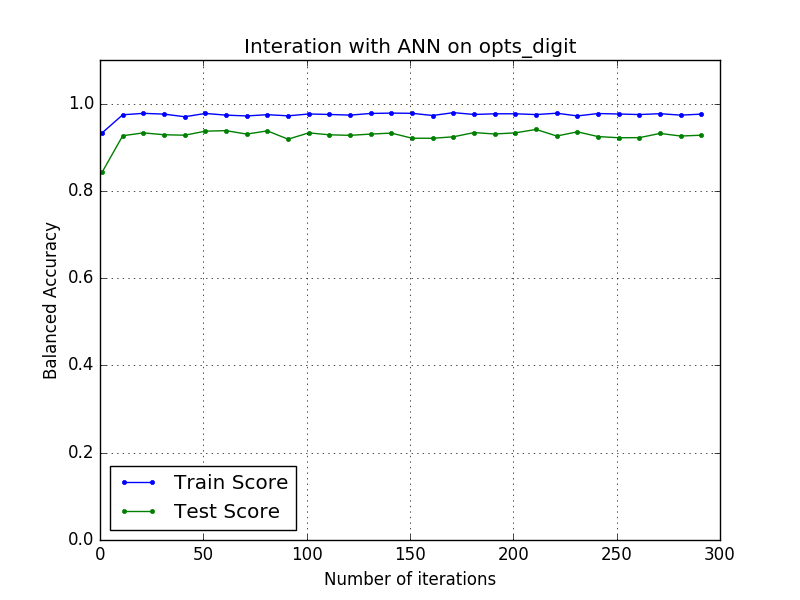 Interation with ANN on opts_digit
1.0
0.8
0.6
0.4
0.2
0.0
Balanced Accuracy
Train Score
Test Score
0 50 100 150 200 250 300
Number of iterations